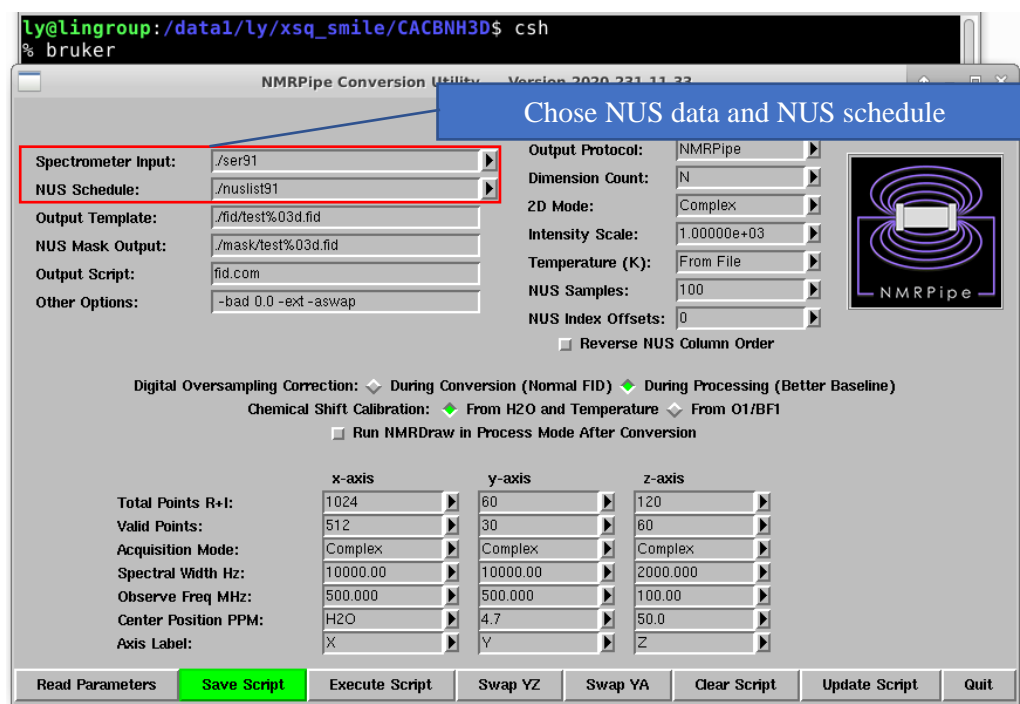 ly@lingroup:/data1/ly/xsq_smile/CACBNH3D$ csh
% bruker
NMRPipe Conversion Utility Version 2020.231.11.33
Chose NUS data and NUS schedule
Spectrometer Input: ./ser91
NUS Schedule: ./nuslist91
Output Template: ./fid/test%03d.fid
NUS Mask Output: ./mask/test%03d.fid
Output Script: fid.com
Other Options: -bad 0.0 -ext -aswap
Output Protocol: NMRPipe
Dimension Count: N
2D Mode: Complex
Intensity Scale: 1.00000e+03
Temperature (K): From File
NUS Samples: 100
NUS Index Offsets: 0
Reverse NUS Column Order
NMRPipe
Digital Oversampling Correction: During Conversion (Normal FID) During Processing (Better Baseline)
Chemical Shift Calibration: From H2O and Temperature From O1/BF1
Run NMRDraw in Process Mode After Conversion
x-axis y-axis z-axis
Total Points R+I: 1024 60 120
Valid Points: 512 30 60
Acquisition Mode: Complex Complex Complex
Spectral Width Hz: 10000.00 10000.00 2000.000
Observe Freq MHz: 500.000 500.000 100.00
Center Position PPM: H2O 4.7 50.0
Axis Label: X Y Z
Read Parameters Save Script Execute Script Swap YZ Swap YA Clear Script Update Script Quit